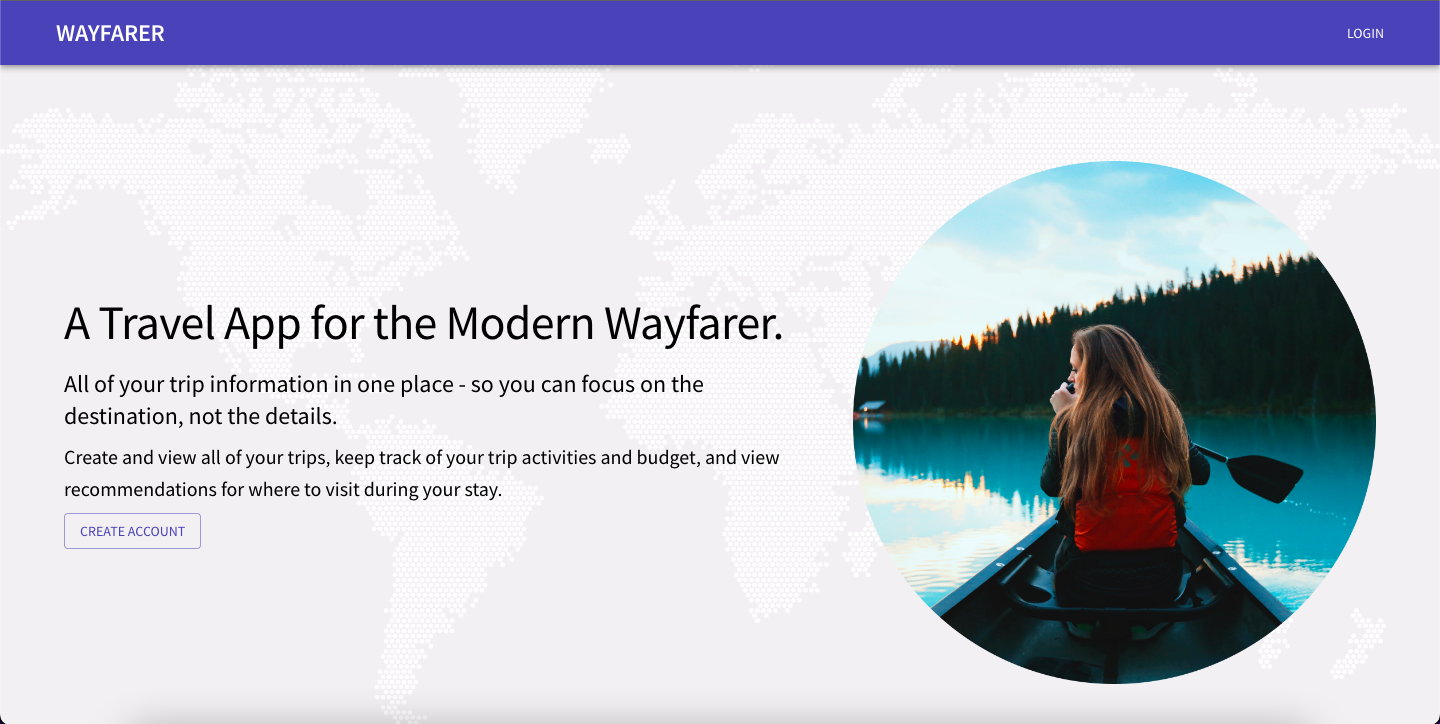 WAYFARER
LOGIN
A Travel App for the Modern Wayfarer.
All of your trip information in one place - so you can focus on the
destination, not the details.
Create and view all of your trips, keep track of your trip activities and budget, and view
recommendations for where to visit during your stay.
CREATE ACCOUNT